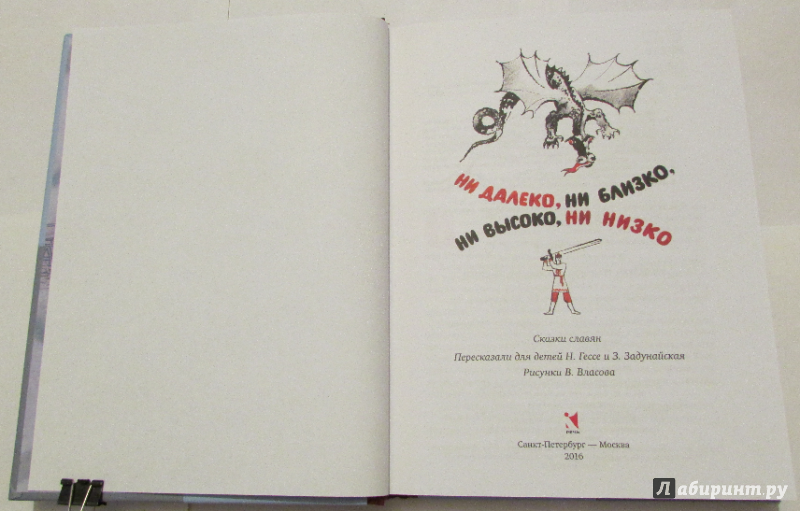 НИ ДАЛЕКО, НИ БЛИЗКО,
НИ ВЫСОКО, НИ НИЗКО
Сказки славян
Пересказали для детей Н. Гессе и З. Задунайская
Рисунки В. Власова
Санкт-Петербург — Москва
2016
Лабиринт.ру